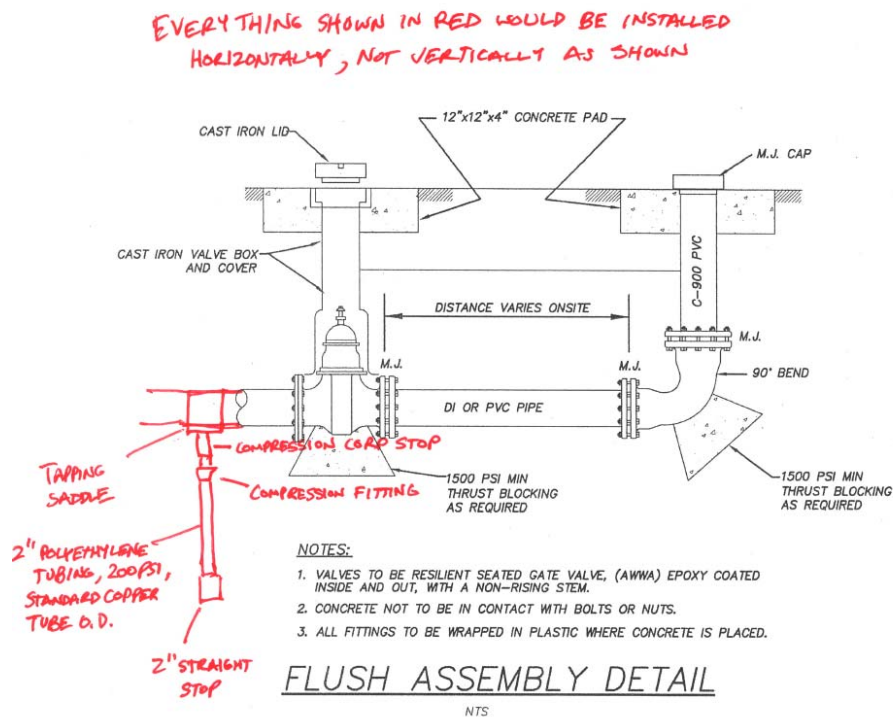 EVERYTHING SHOWN IN RED WOULD BE INSTALLED
HORIZONTALLY, NOT VERTICALLY AS SHOWN
12"x12"x4" CONCRETE PAD
CAST IRON LID
M.J. CAP
CAST IRON VALVE BOX
AND COVER
C-900 PVC
DISTANCE VARIES ONSITE
M.J.
M.J.
M.J.
90° BEND
DI OR PVC PIPE
COMPRESSION CORP STOP
TAPPING
SADDLE
COMPRESSION FITTING
1500 PSI MIN
THRUST BLOCKING
AS REQUIRED
1500 PSI MIN
THRUST BLOCKING
AS REQUIRED
2" POLYETHYLENE
TUBING, 200 PSI,
STANDARD COPPER
TUBE O.D.
2" STRAIGHT
STOP
NOTES:
1. VALVES TO BE RESILIENT SEATED GATE VALVE, (AWWA) EPOXY COATED
INSIDE AND OUT, WITH A NON-RISING STEM.
2. CONCRETE NOT TO BE IN CONTACT WITH BOLTS OR NUTS.
3. ALL FITTINGS TO BE WRAPPED IN PLASTIC WHERE CONCRETE IS PLACED.
FLUSH ASSEMBLY DETAIL
NTS